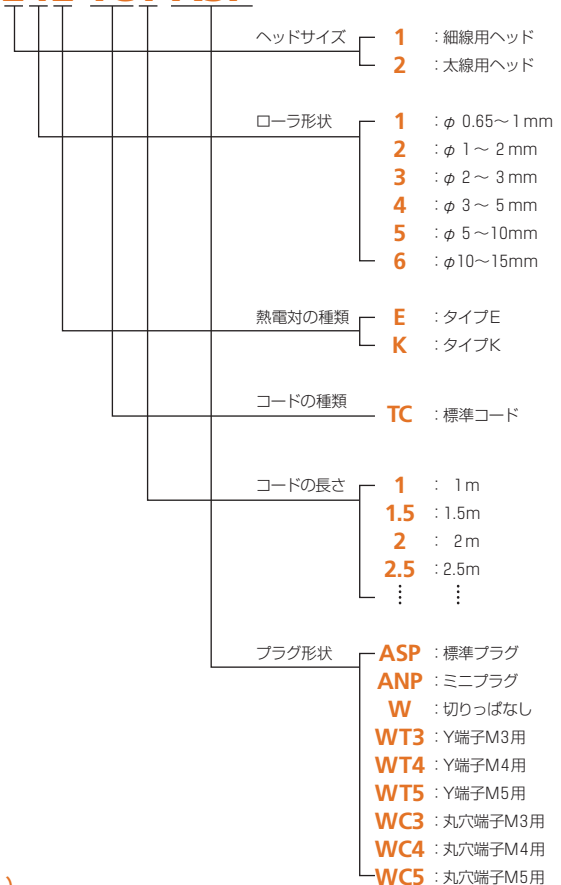 ヘッドサイズ 1 :細線用ヘッド
2 :太線用ヘッド
ローラ形状 1 :φ 0.65～1mm
2 :φ 1～ 2mm
3 :φ 2～ 3mm
4 :φ 3～ 5mm
5 :φ 5～10mm
6 :φ10～15mm
熱電対の種類 E :タイプE
K :タイプK
コードの種類 TC :標準コード
コードの長さ 1 : 1m
1.5 :1.5m
2 : 2m
2.5 :2.5m
⋮ ⋮
プラグ形状 ASP :標準プラグ
ANP :ミニプラグ
W :切りっぱなし
WT3 :Y端子M3用
WT4 :Y端子M4用
WT5 :Y端子M5用
WC3 :丸穴端子M3用
WC4 :丸穴端子M4用
WC5 :丸穴端子M5用
)